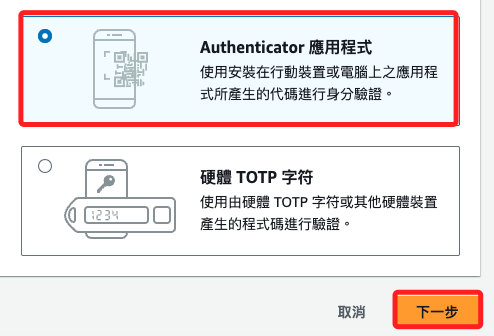 Authenticator 應用程式
使用安裝在行動裝置或電腦上之應用程
式所產生的代碼進行身分驗證。
硬體 TOTP 字符
1234
使用由硬體 TOTP 字符或其他硬體裝置
產生的程式碼進行驗證。
取消
下一步